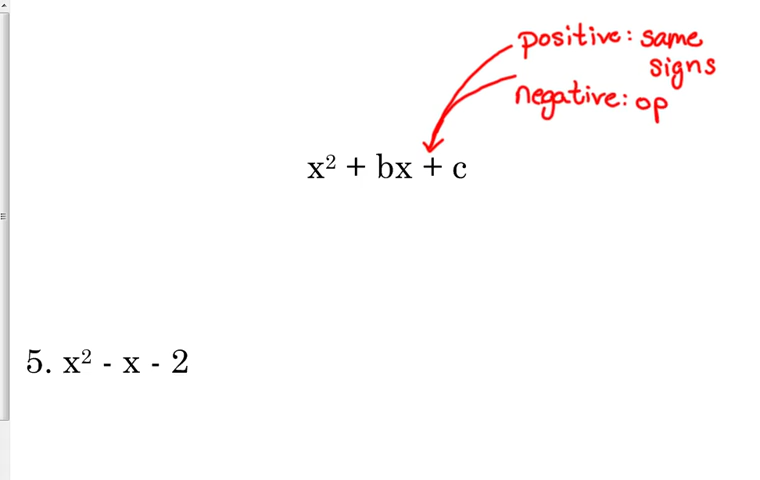 positive: same
signs
negative: op
x² + bx + c
5. x² - x - 2